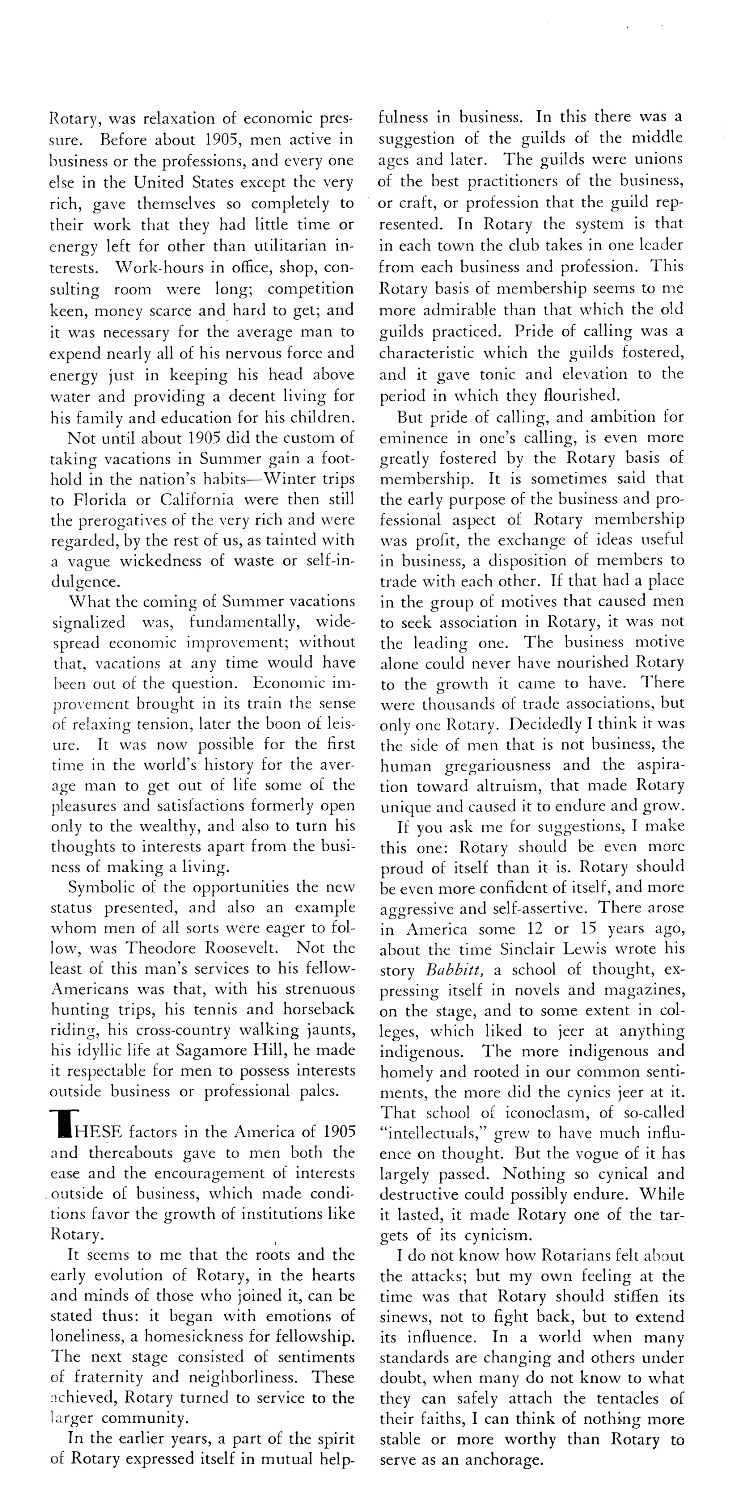 Rotary, was relaxation of economic pres-
sure. Before about 1905, men active in
business or the professions, and every one
else in the United States except the very
rich, gave themselves so completely to
their work that they had little time or
energy left for other than utilitarian in-
terests. Work-hours in office, shop, con-
sulting room were long; competition
keen, money scarce and hard to get; and
it was necessary for the average man to
expend nearly all of his nervous force and
energy just in keeping his head above
water and providing a decent living for
his family and education for his children.
Not until about 1905 did the custom of
taking vacations in Summer gain a foot-
hold in the nation's habits—Winter trips
to Florida or California were then still
the prerogatives of the very rich and were
regarded, by the rest of us, as tainted with
a vague wickedness of waste or self-in-
dulgence.
What the coming of Summer vacations
signalized was, fundamentally, wide-
spread economic improvement; without
that, vacations at any time would have
been out of the question. Economic im-
provement brought in its train the sense
of relaxing tension, later the boon of leis-
ure. It was now possible for the first
time in the world's history for the aver-
age man to get out of life some of the
pleasures and satisfactions formerly open
only to the wealthy, and also to turn his
thoughts to interests apart from the busi-
ness of making a living.
Symbolic of the opportunities the new
status presented, and also an example
whom men of all sorts were eager to fol-
low, was Theodore Roosevelt. Not the
least of this man's services to his fellow-
Americans was that, with his strenuous
hunting trips, his tennis and horseback
riding, his cross-country walking jaunts,
his idyllic life at Sagamore Hill, he made
it respectable for men to possess interests
outside business or professional pales.
THESE factors in the America of 1905
and thereabouts gave to men both the
ease and the encouragement of interests
outside of business, which made condi-
tions favor the growth of institutions like
Rotary.
It seems to me that the roots and the
early evolution of Rotary, in the hearts
and minds of those who joined it, can be
stated thus: it began with emotions of
loneliness, a homesickness for fellowship.
The next stage consisted of sentiments
of fraternity and neighborliness. These
achieved, Rotary turned to service to the
larger community.
In the earlier years, a part of the spirit
of Rotary expressed itself in mutual help-
fulness in business. In this there was a
suggestion of the guilds of the middle
ages and later. The guilds were unions
of the best practitioners of the business,
or craft, or profession that the guild rep-
resented. In Rotary the system is that
in each town the club takes in one leader
from each business and profession. This
Rotary basis of membership seems to me
more admirable than that which the old
guilds practiced. Pride of calling was a
characteristic which the guilds fostered,
and it gave tonic and elevation to the
period in which they flourished.
But pride of calling, and ambition for
eminence in one's calling, is even more
greatly fostered by the Rotary basis of
membership. It is sometimes said that
the early purpose of the business and pro-
fessional aspect of Rotary membership
was profit, the exchange of ideas useful
in business, a disposition of members to
trade with each other. If that had a place
in the group of motives that caused men
to seek association in Rotary, it was not
the leading one. The business motive
alone could never have nourished Rotary
to the growth it came to have. There
were thousands of trade associations, but
only one Rotary. Decidedly I think it was
the side of men that is not business, the
human gregariousness and the aspira-
tion toward altruism, that made Rotary
unique and caused it to endure and grow.
If you ask me for suggestions, I make
this one: Rotary should be even more
proud of itself than it is. Rotary should
be even more confident of itself, and more
aggressive and self-assertive. There arose
in America some 12 or 15 years ago,
about the time Sinclair Lewis wrote his
story Babbitt, a school of thought, ex-
pressing itself in novels and magazines,
on the stage, and to some extent in col-
leges, which liked to jeer at anything
indigenous. The more indigenous and
homely and rooted in our common senti-
ments, the more did the cynics jeer at it.
That school of iconoclasm, of so-called
"intellectuals," grew to have much influ-
ence on thought. But the vogue of it has
largely passed. Nothing so cynical and
destructive could possibly endure. While
it lasted, it made Rotary one of the tar-
gets of its cynicism.
I do not know how Rotarians felt about
the attacks; but my own feeling at the
time was that Rotary should stiffen its
sinews, not to fight back, but to extend
its influence. In a world when many
standards are changing and others under
doubt, when many do not know to what
they can safely attach the tentacles of
their faiths, I can think of nothing more
stable or more worthy than Rotary to
serve as an anchorage.